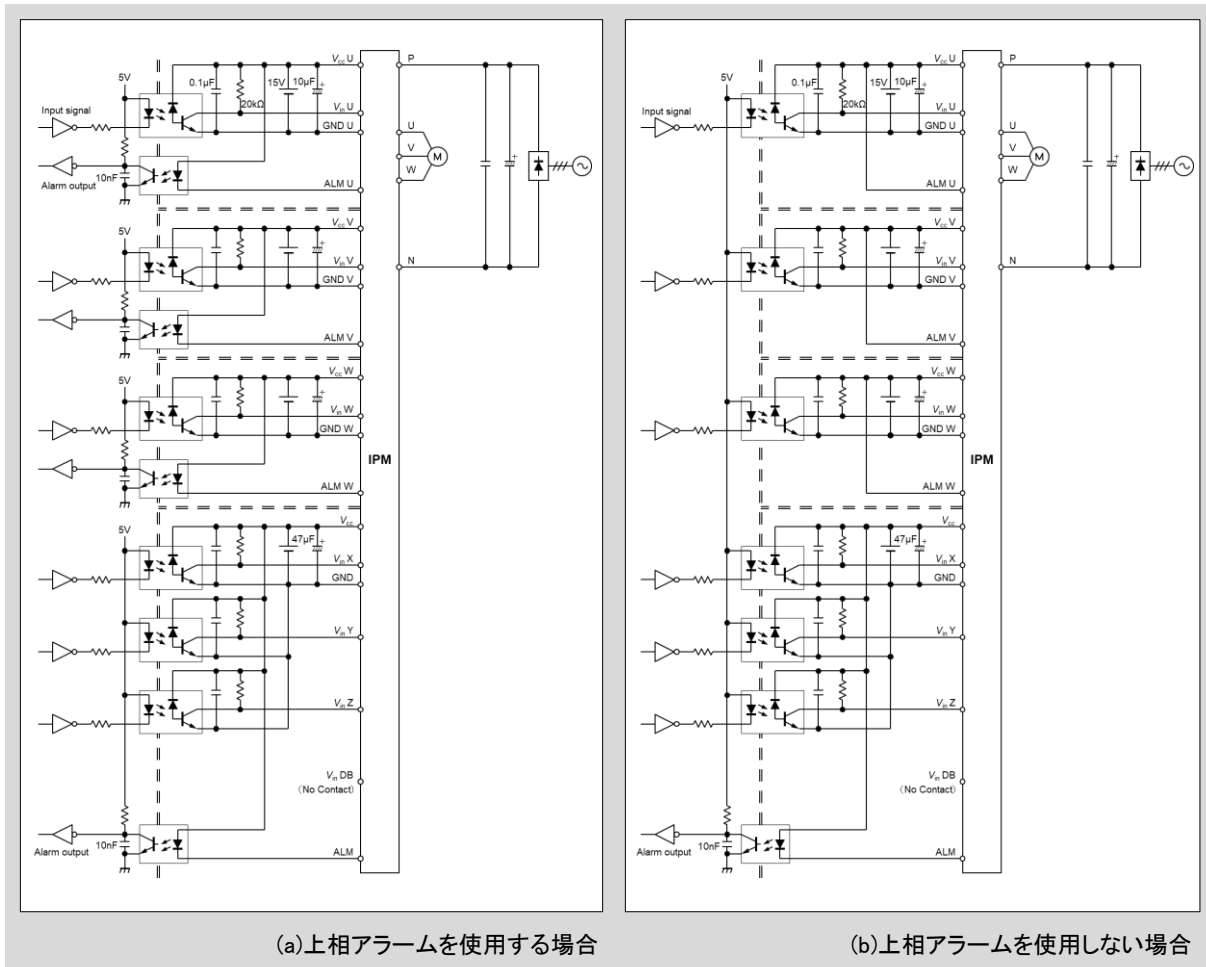 5V
0.1μF
20kΩ
15V
10μF
Vcc U
Vin U
GND U
Input signal
Alarm output
10nF
ALM U
P
U
V
W
M
N
5V
Vcc V
Vin V
GND V
ALM V
5V
Vcc W
Vin W
GND W
ALM W
IPM
5V
Vcc
47μF
Vin X
GND
Vin Y
Vin Z
Vin DB
(No Contact)
Alarm output
10nF
ALM
(a)上相アラームを使用する場合
5V
0.1μF
20kΩ
15V
10μF
Vcc U
Vin U
GND U
Input signal
ALM U
P
U
V
W
M
N
Vcc V
Vin V
GND V
ALM V
Vcc W
Vin W
GND W
ALM W
IPM
Vcc
47μF
Vin X
GND
Vin Y
Vin Z
Vin DB
(No Contact)
Alarm output
10nF
ALM
(b)上相アラームを使用しない場合